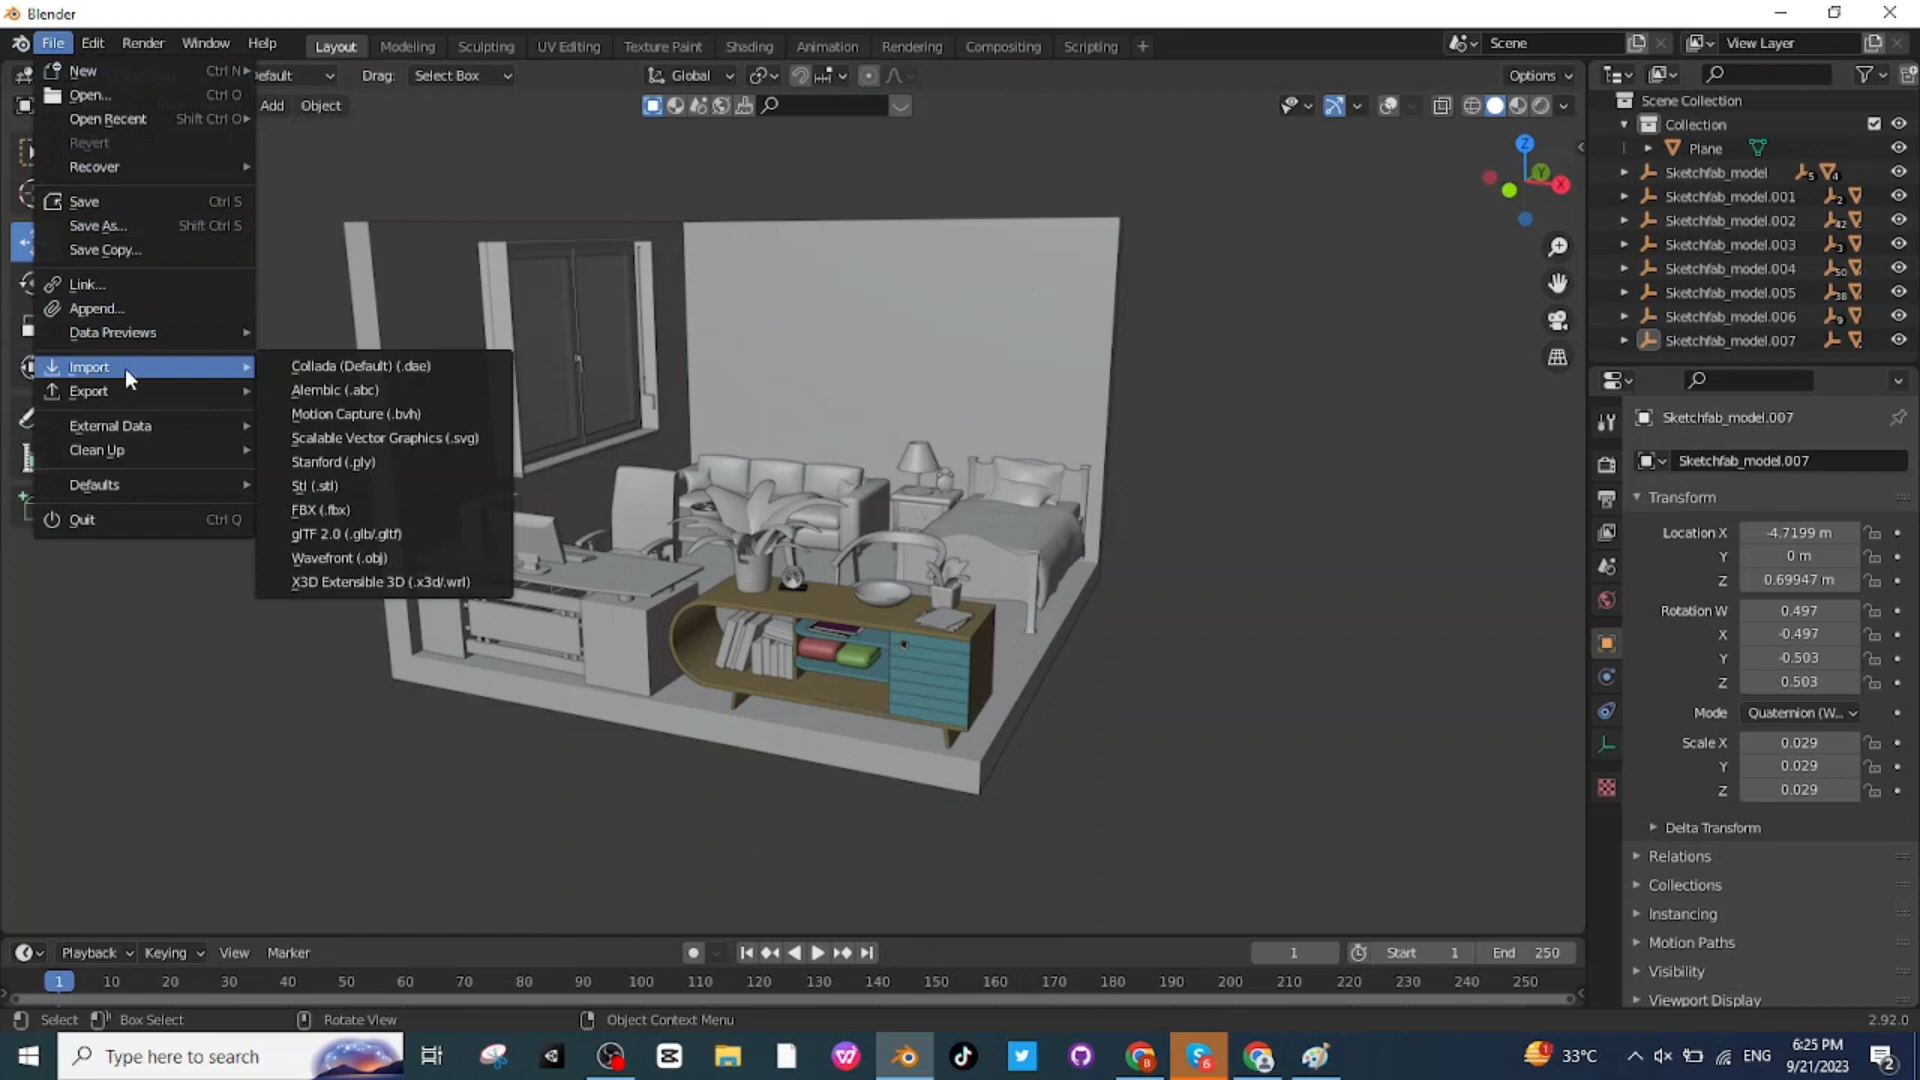 Blender
File Edit Render Window Help Layout Modeling Sculpting UV Editing Texture Paint Shading Animation Rendering Compositing Scripting + Scene View Layer
New Ctrl N
Open... Ctrl O
Open Recent Shift Ctrl O
Revert
Recover
Save Ctrl S
Save As... Shift Ctrl S
Save Copy...
Link...
Append...
Data Previews
Import
Export
External Data
Clean Up
Defaults
Quit Ctrl Q
Collada (Default) (.dae)
Alembic (.abc)
Motion Capture (.bvh)
Scalable Vector Graphics (.svg)
Stanford (.ply)
Stl (.stl)
FBX (.fbx)
glTF 2.0 (.glb/.gltf)
Wavefront (.obj)
X3D Extensible 3D (.x3d/.wrl)
efault Drag: Select Box Global Options
Add Object
Z
Y
X
Scene Collection
Collection
Plane
Sketchfab_model 5 4
Sketchfab_model.001 2
Sketchfab_model.002 42
Sketchfab_model.003 3
Sketchfab_model.004 50
Sketchfab_model.005 38
Sketchfab_model.006 9
Sketchfab_model.007
Sketchfab_model.007
Sketchfab_model.007
Transform
Location X -4.7199 m
Y 0 m
Z 0.69947 m
Rotation W 0.497
X -0.497
Y -0.503
Z 0.503
Mode Quaternion (W...
Scale X 0.029
Y 0.029
Z 0.029
Delta Transform
Relations
Collections
Instancing
Motion Paths
Visibility
Viewport Display
Playback Keying View Marker 1 Start 1 End 250
1 10 20 30 40 50 60 70 80 90 100 110 120 130 140 150 160 170 180 190 200 210 220 230 240 250
Select Box Select Rotate View Object Context Menu 2.92.0
Type here to search 33°C ENG 6:25 PM
9/21/2023